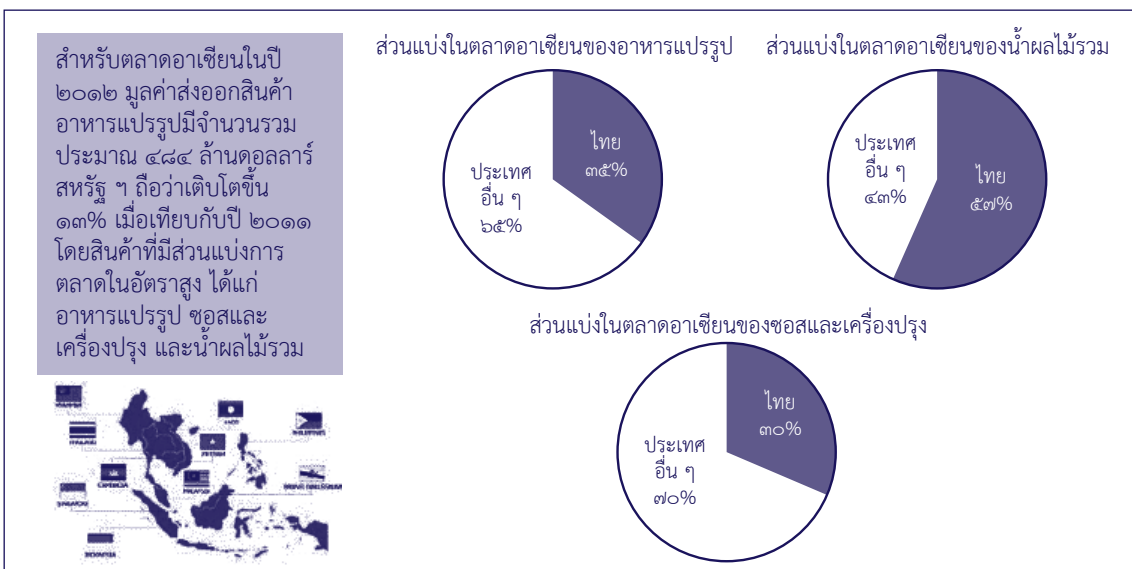 สำหรับตลาดอาเซียนในปี
๒๐๑๒ มูลค่าส่งออกสินค้า
อาหารแปรรูปมีจำนวนรวม
ประมาณ ๔๘๔ ล้านดอลลาร์
สหรัฐ ฯ ถือว่าเติบโตขึ้น
๑๓% เมื่อเทียบกับปี ๒๐๑๑
โดยสินค้าที่มีส่วนแบ่งการ
ตลาดในอัตราสูง ได้แก่
อาหารแปรรูป ซอสและ
เครื่องปรุง และน้ำผลไม้รวม
ส่วนแบ่งในตลาดอาเซียนของอาหารแปรรูป
ไทย
๓๕%
ประเทศ
อื่น ๆ
๖๕%
ส่วนแบ่งในตลาดอาเซียนของน้ำผลไม้รวม
ประเทศ
อื่น ๆ
๔๓%
ไทย
๕๗%
ส่วนแบ่งในตลาดอาเซียนของซอสและเครื่องปรุง
ไทย
๓๐%
ประเทศ
อื่น ๆ
๗๐%